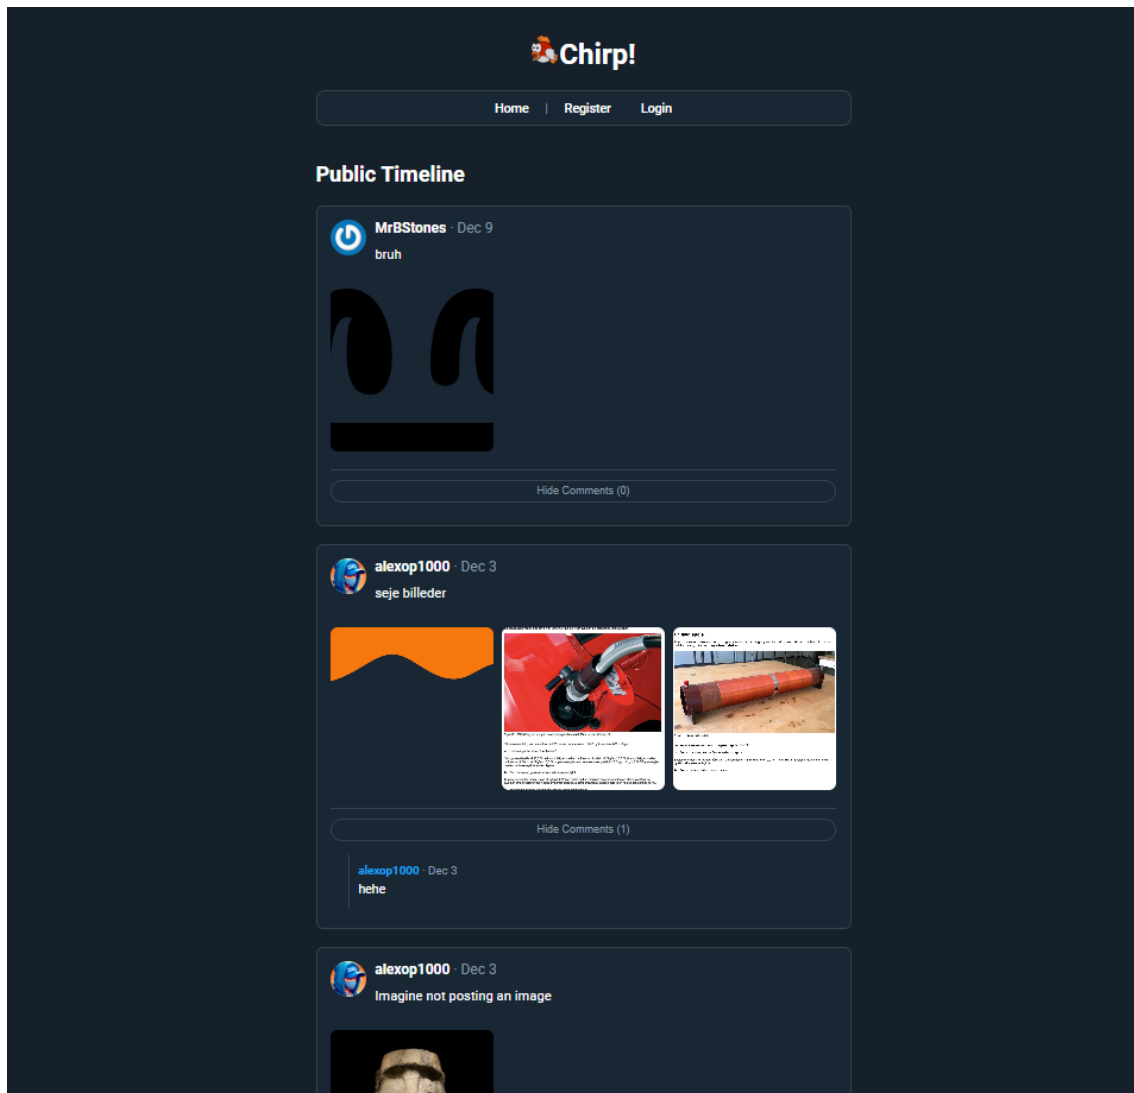 Chirp!
Home | Register Login
Public Timeline
MrBStones · Dec 9
bruh
Hide Comments (0)
alexop1000 · Dec 3
seje billeder
Hide Comments (1)
alexop1000 · Dec 3
hehe
alexop1000 · Dec 3
Imagine not posting an image